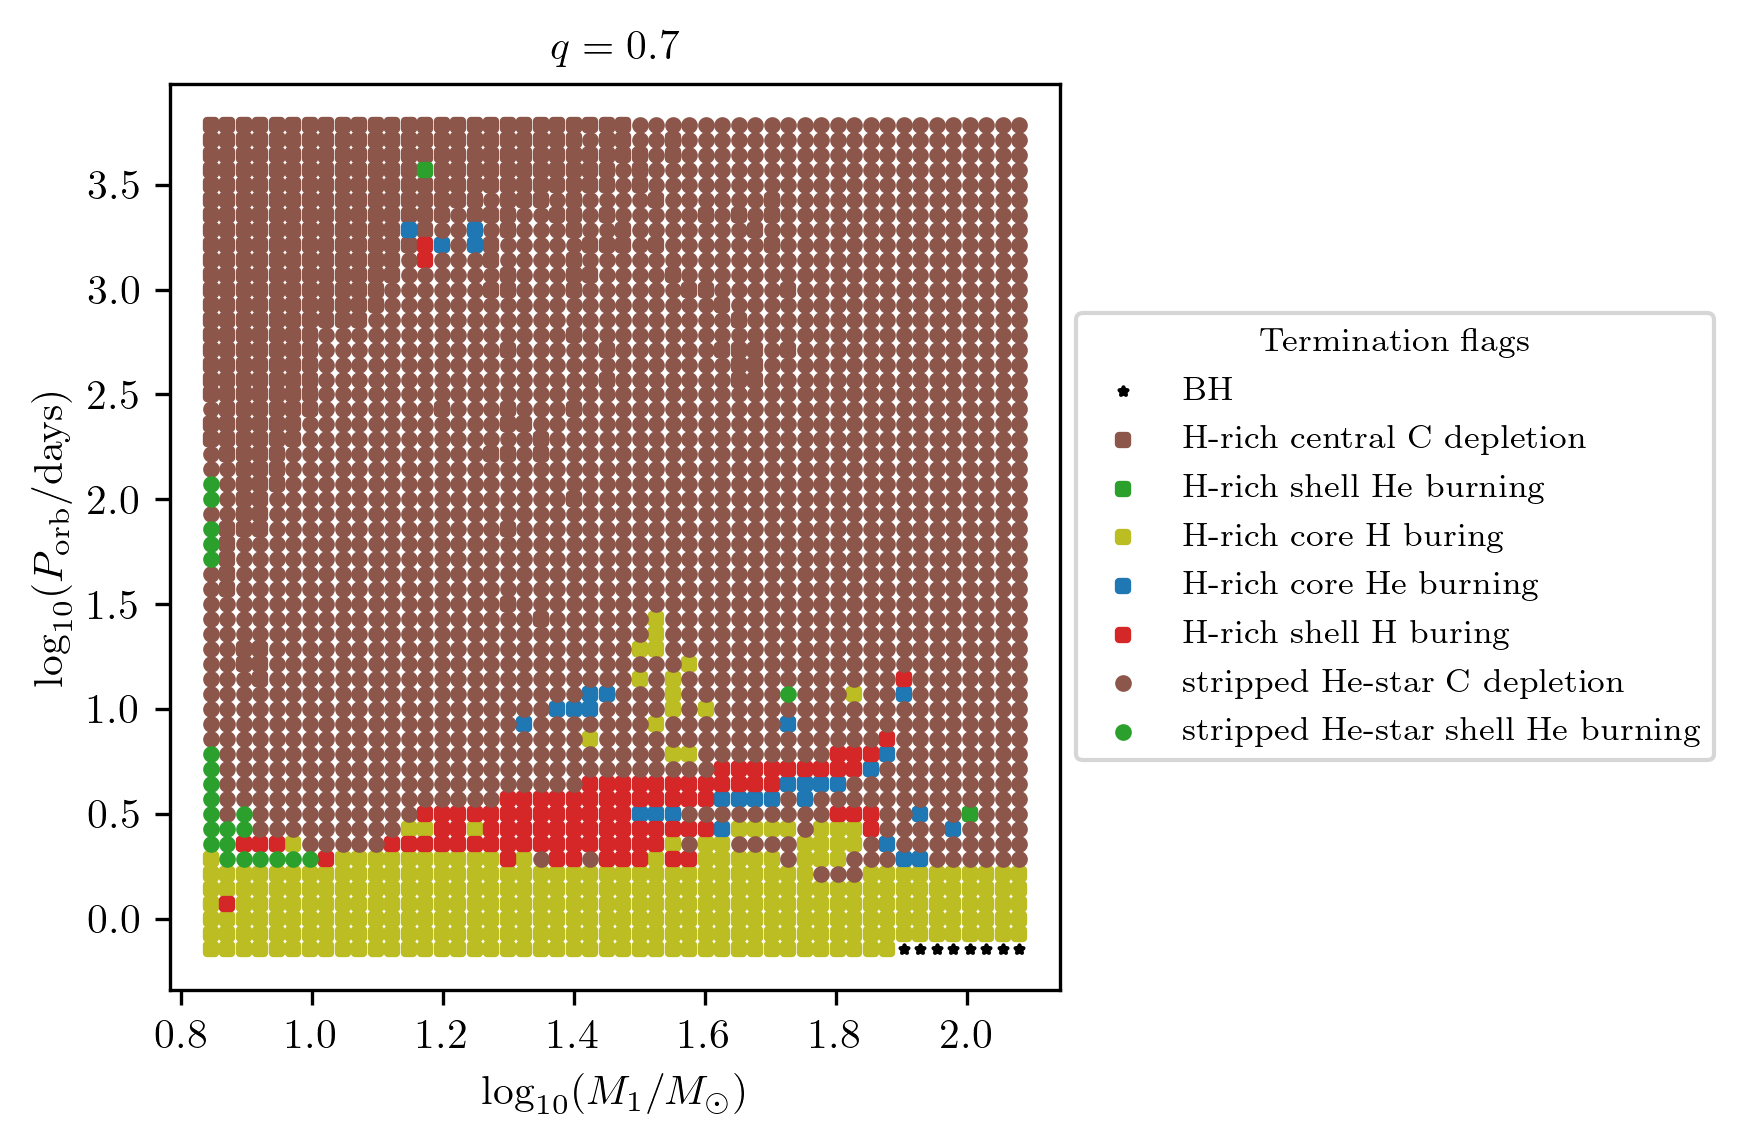 q = 0.7
3.5
3.0
2.5
2.0
1.5
1.0
0.5
0.0
log₁₀(P_orb/days)
0.8 1.0 1.2 1.4 1.6 1.8 2.0
log₁₀(M₁/M_⊙)
Termination flags
BH
H-rich central C depletion
H-rich shell He burning
H-rich core H buring
H-rich core He burning
H-rich shell H buring
stripped He-star C depletion
stripped He-star shell He burning